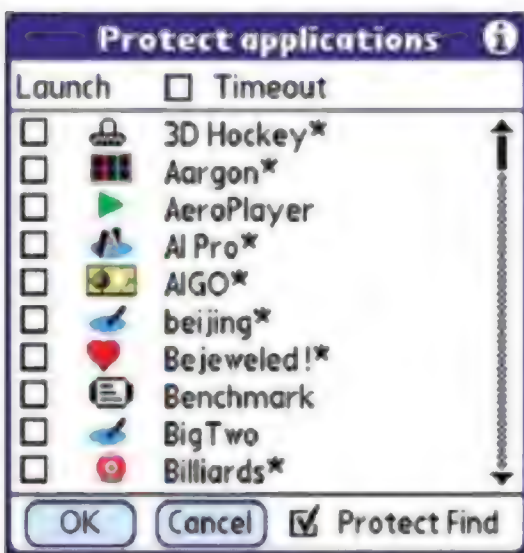 Protect applications
Launch Timeout
3D Hockey*
Aargon*
AeroPlayer
AI Pro*
AIGO*
beijing*
Bejeweled!*
Benchmark
BigTwo
Billiards*
OK Cancel Protect Find